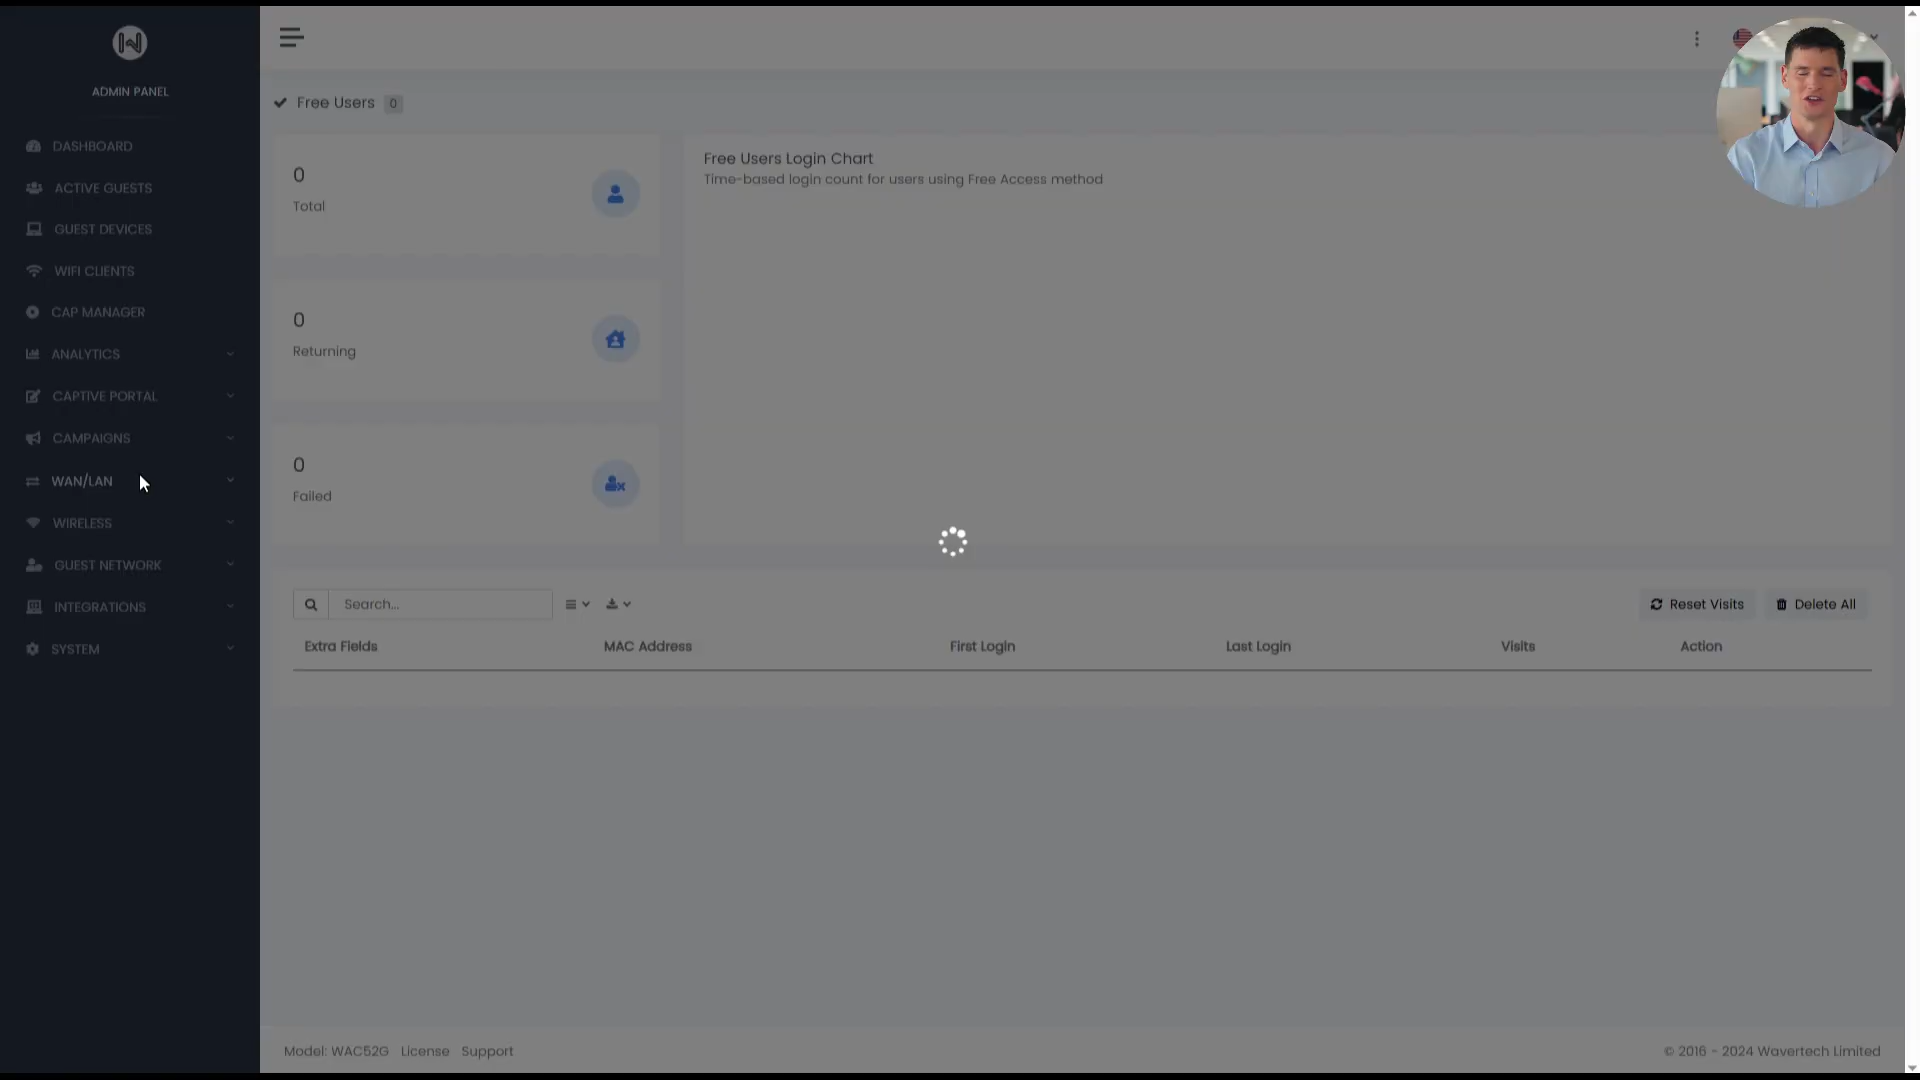 ADMIN PANEL
DASHBOARD
ACTIVE GUESTS
GUEST DEVICES
WIFI CLIENTS
CAP MANAGER
ANALYTICS
CAPTIVE PORTAL
CAMPAIGNS
WAN/LAN
WIRELESS
GUEST NETWORK
INTEGRATIONS
SYSTEM
Free Users 0
0
Total
0
Returning
0
Failed
Free Users Login Chart
Time-based login count for users using Free Access method
Search...
Reset Visits
Delete All
Extra Fields MAC Address First Login Last Login Visits Action
Model: WAC52G License Support
© 2016 - 2024 Wavertech Limited